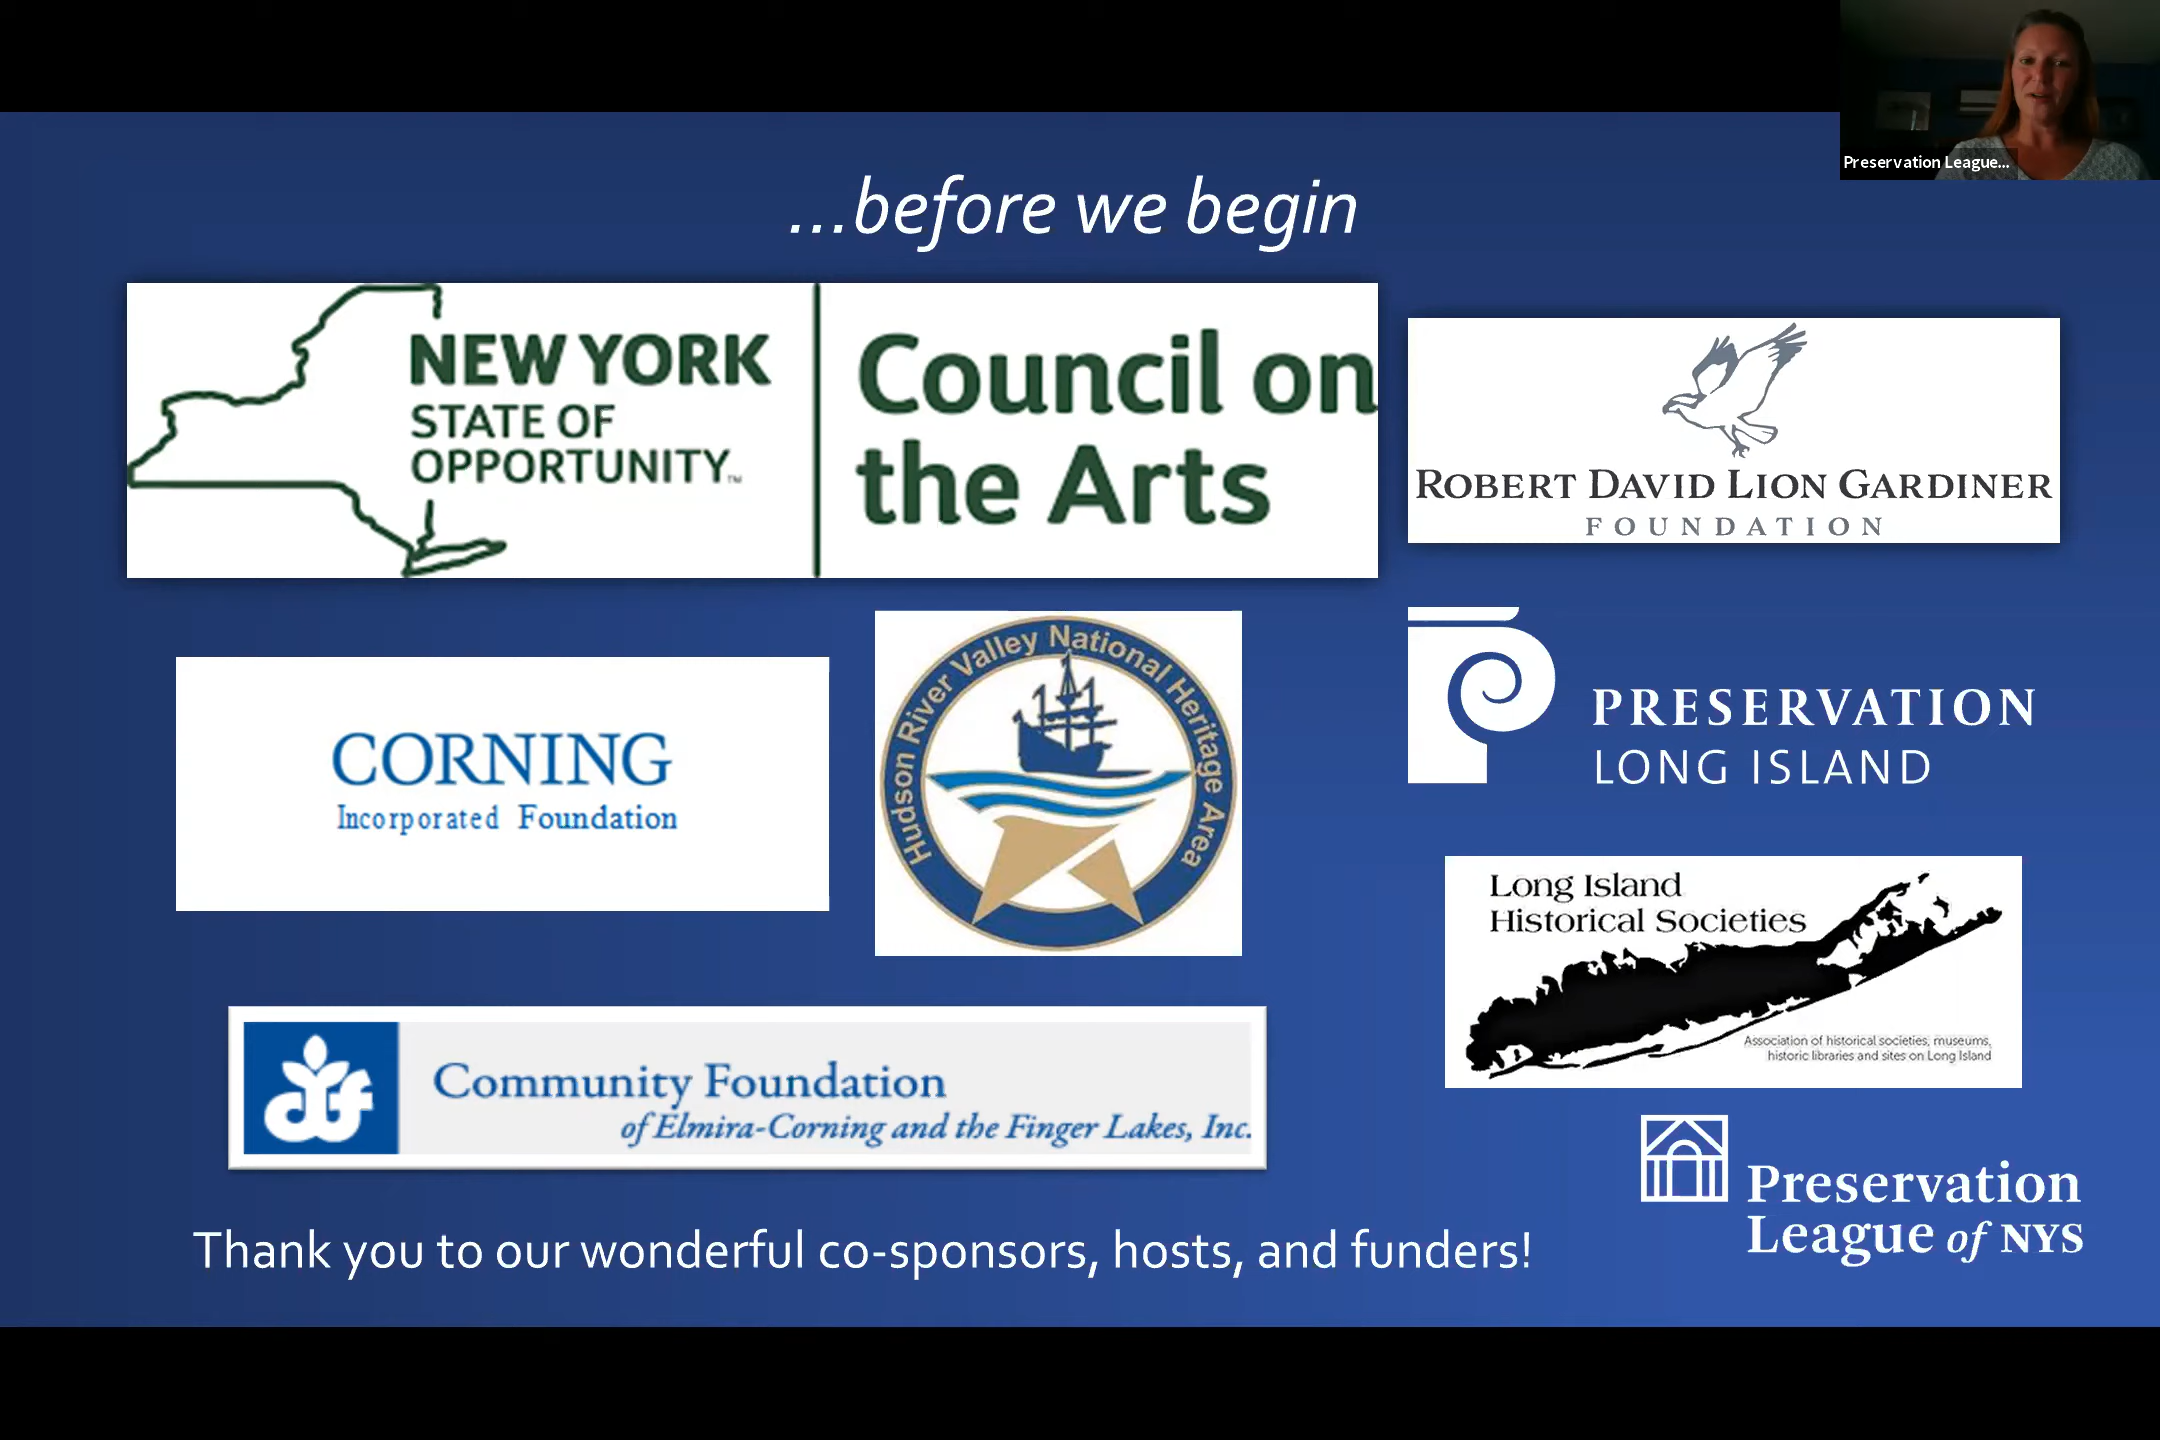 Preservation League...
...before we begin
NEW YORK
STATE OF
OPPORTUNITY™
Council on
the Arts
ROBERT DAVID LION GARDINER
FOUNDATION
CORNING
Incorporated Foundation
Hudson River Valley National Heritage Area
PRESERVATION
LONG ISLAND
Long Island
Historical Societies
Association of historical societies, museums,
historic libraries and sites on Long Island
Community Foundation
of Elmira-Corning and the Finger Lakes, Inc.
Preservation
League of NYS
Thank you to our wonderful co-sponsors, hosts, and funders!